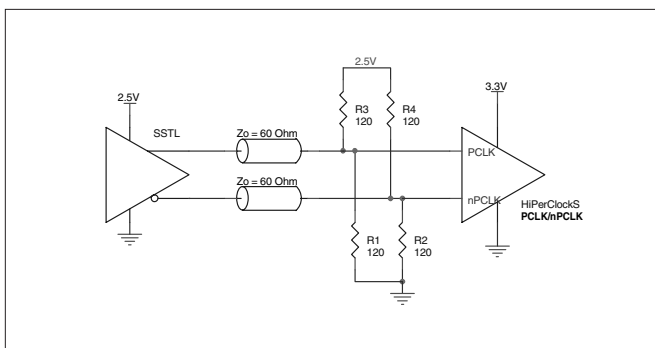 2.5V
3.3V
2.5V
R3
120
R4
120
SSTL
Zo = 60 Ohm
PCLK
Zo = 60 Ohm
nPCLK
HiPerClockS
PCLK/nPCLK
R1
120
R2
120